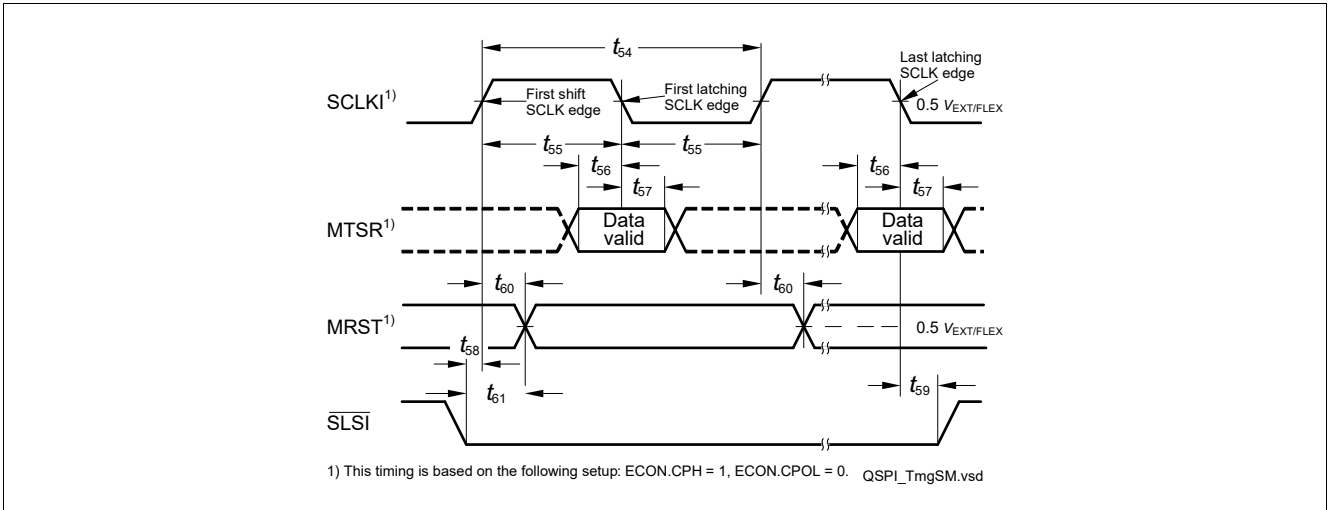 t54
SCLKI1)
First shift
SCLK edge
First latching
SCLK edge
Last latching
SCLK edge
0.5 VEXT/FLEX
t55
t55
t56
t57
t56
t57
MTSR1)
Data
valid
Data
valid
t60
t60
MRST1)
0.5 VEXT/FLEX
t58
t61
t59
SLSI
1) This timing is based on the following setup: ECON.CPH = 1, ECON.CPOL = 0.
QSPI_TmgSM.vsd